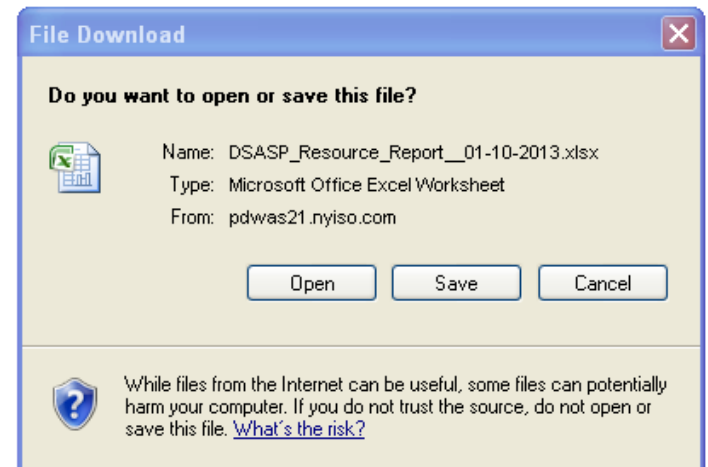 File Download
Do you want to open or save this file?
Name: DSASP_Resource_Report__01-10-2013.xlsx
Type: Microsoft Office Excel Worksheet
From: pdwas21.nyiso.com
Open Save Cancel
While files from the Internet can be useful, some files can potentially
harm your computer. If you do not trust the source, do not open or
save this file. What's the risk?